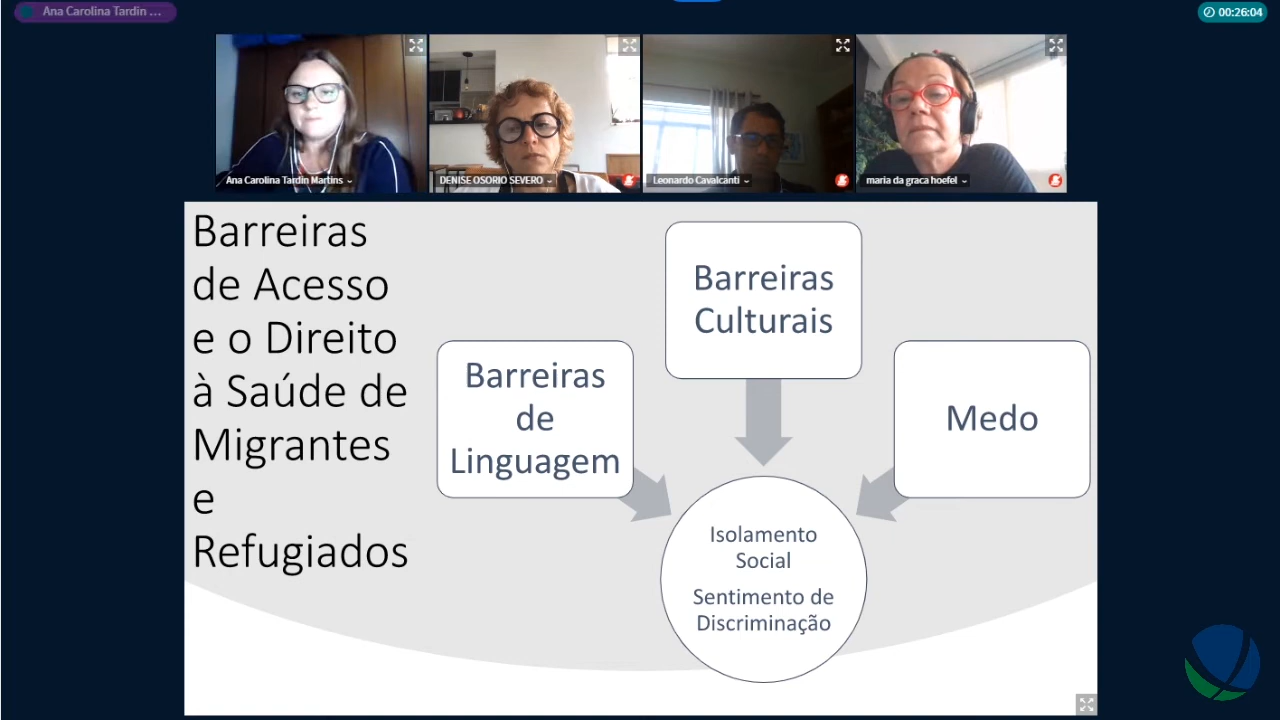 Ana Carolina Tardin ...
00:26:04
Ana Carolina Tardin Martins
DENISE OSORIO SEVERO
Leonardo Cavalcanti
maria da graca hoefel
Barreiras
de Acesso
e o Direito
à Saúde de
Migrantes
e
Refugiados
Barreiras
Culturais
Barreiras
de
Linguagem
Medo
Isolamento
Social
Sentimento de
Discriminação